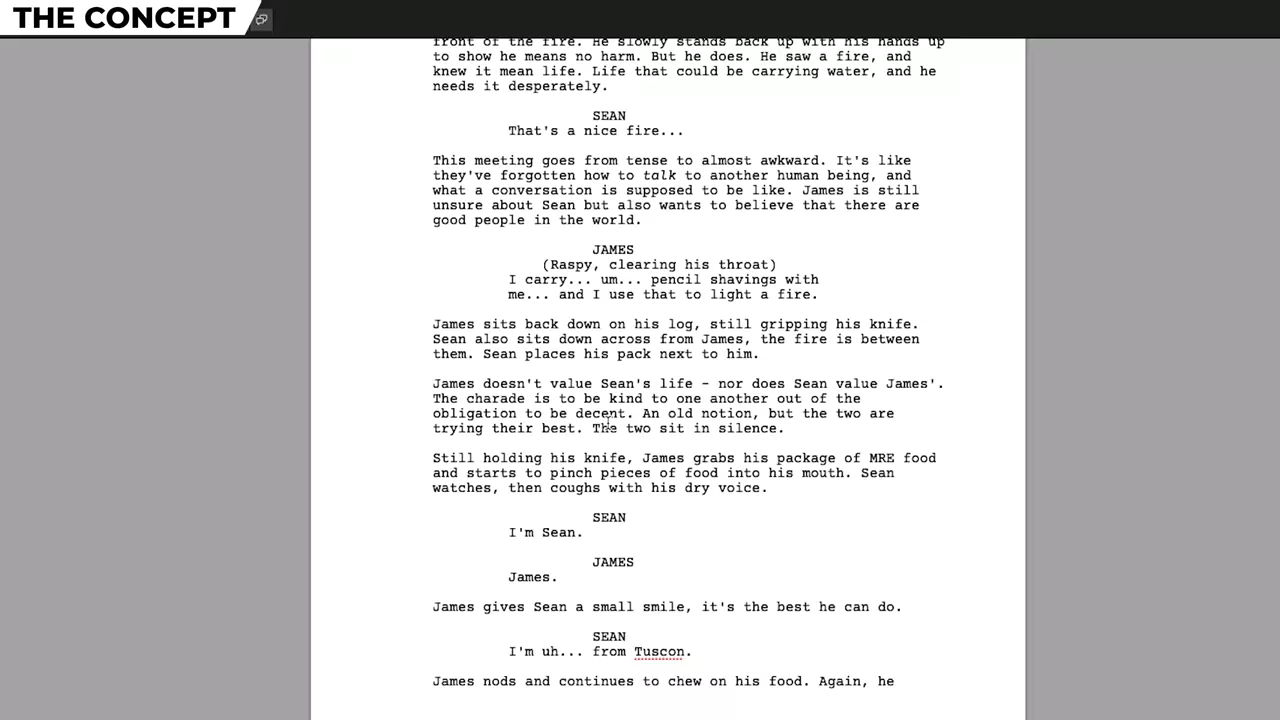 THE CONCEPT
front of the fire. He slowly stands back up with his hands up
to show he means no harm. But he does. He saw a fire, and
knew it mean life. Life that could be carrying water, and he
needs it desperately.
SEAN
That's a nice fire...
This meeting goes from tense to almost awkward. It's like
they've forgotten how to talk to another human being, and
what a conversation is supposed to be like. James is still
unsure about Sean but also wants to believe that there are
good people in the world.
JAMES
(Raspy, clearing his throat)
I carry... um... pencil shavings with
me... and I use that to light a fire.
James sits back down on his log, still gripping his knife.
Sean also sits down across from James, the fire is between
them. Sean places his pack next to him.
James doesn't value Sean's life - nor does Sean value James'.
The charade is to be kind to one another out of the
obligation to be decent. An old notion, but the two are
trying their best. The two sit in silence.
Still holding his knife, James grabs his package of MRE food
and starts to pinch pieces of food into his mouth. Sean
watches, then coughs with his dry voice.
SEAN
I'm Sean.
JAMES
James.
James gives Sean a small smile, it's the best he can do.
SEAN
I'm uh... from Tuscon.
James nods and continues to chew on his food. Again, he